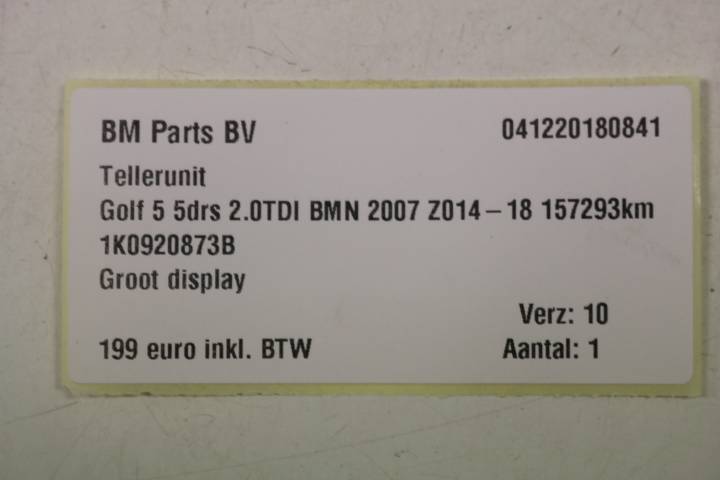 BM Parts BV 041220180841
Tellerunit
Golf 5 5drs 2.0TDI BMN 2007 Z014-18 157293km
1K0920873B
Groot display
Verz: 10
199 euro inkl. BTW Aantal: 1